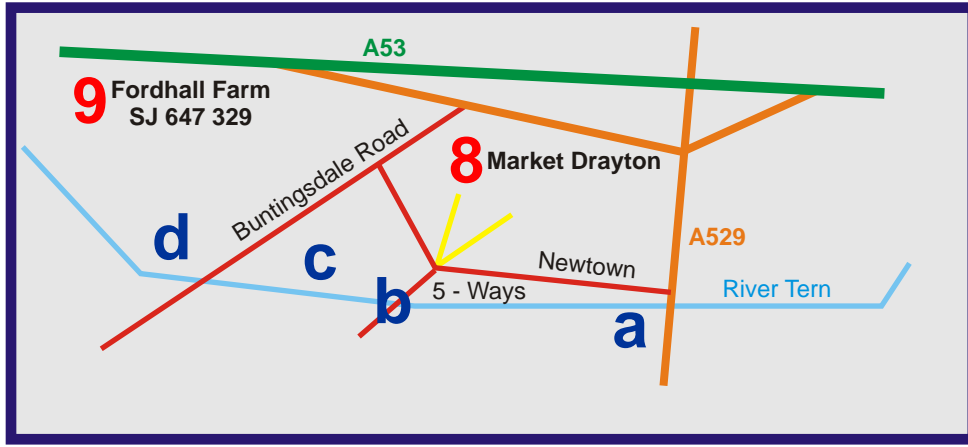 A53
9 Fordhall Farm
SJ 647 329
Buntingsdale Road
8 Market Drayton
A529
d
c
Newtown
b
5 - Ways
River Tern
a